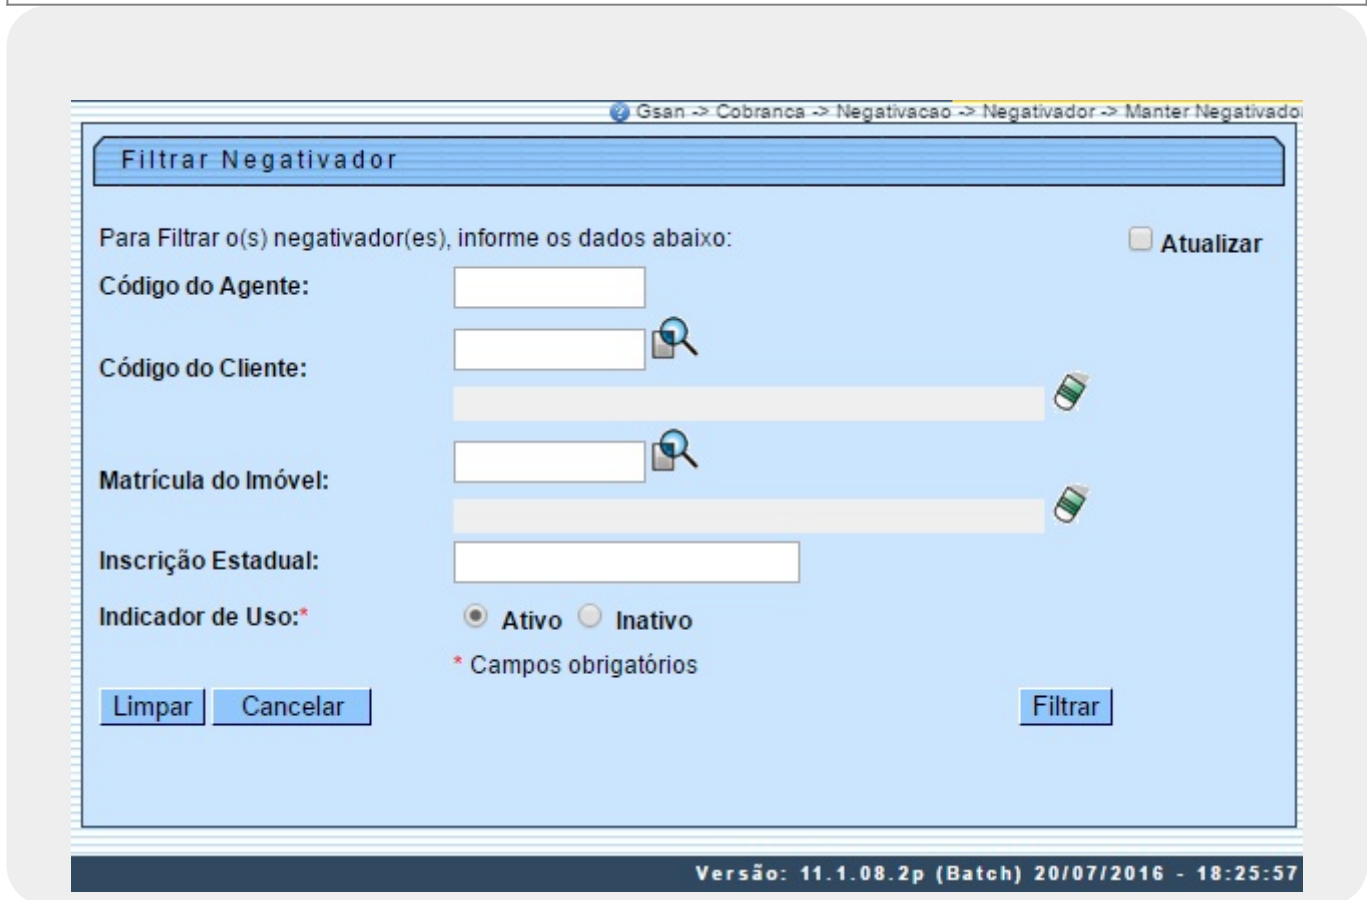 Gsan -> Cobranca -> Negativacao -> Negativador -> Manter Negativado
Filtrar Negativador
Para Filtrar o(s) negativador(es), informe os dados abaixo:
Atualizar
Código do Agente:
Código do Cliente:
Matrícula do Imóvel:
Inscrição Estadual:
Indicador de Uso:* Ativo Inativo
* Campos obrigatórios
Limpar Cancelar Filtrar
Versão: 11.1.08.2p (Batch) 20/07/2016 - 18:25:57